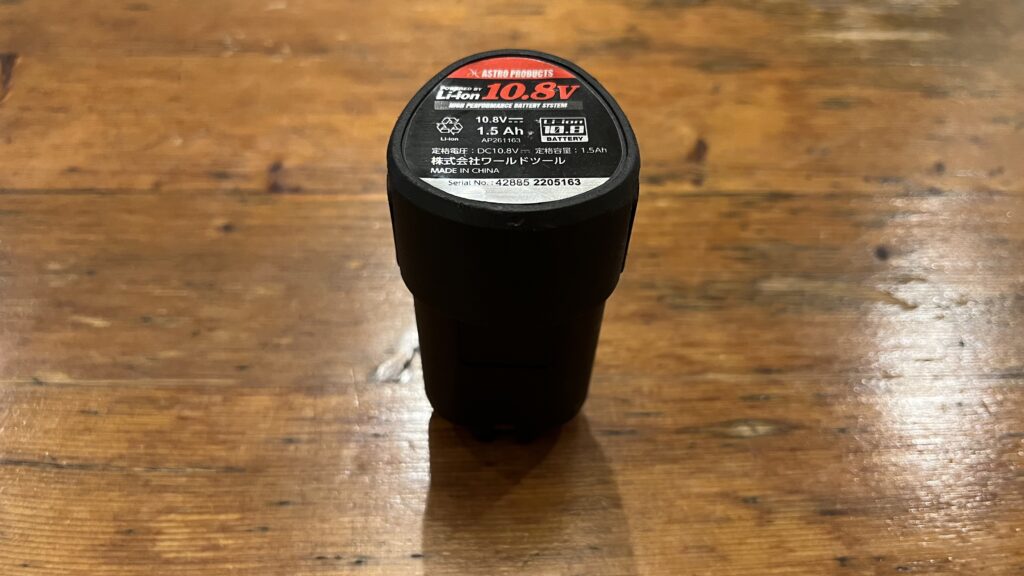 ASTRO PRODUCTS
POWERED BY
Li-ion 10.8V
HIGH PERFORMANCE BATTERY SYSTEM
10.8V⎓
1.5 Ah
AP261163
Li-ion
Li-ion
10.8
BATTERY
定格電圧：DC10.8V⎓ 定格容量：1.5Ah
株式会社ワールドツール
MADE IN CHINA
Serial No.: 42885 2205163